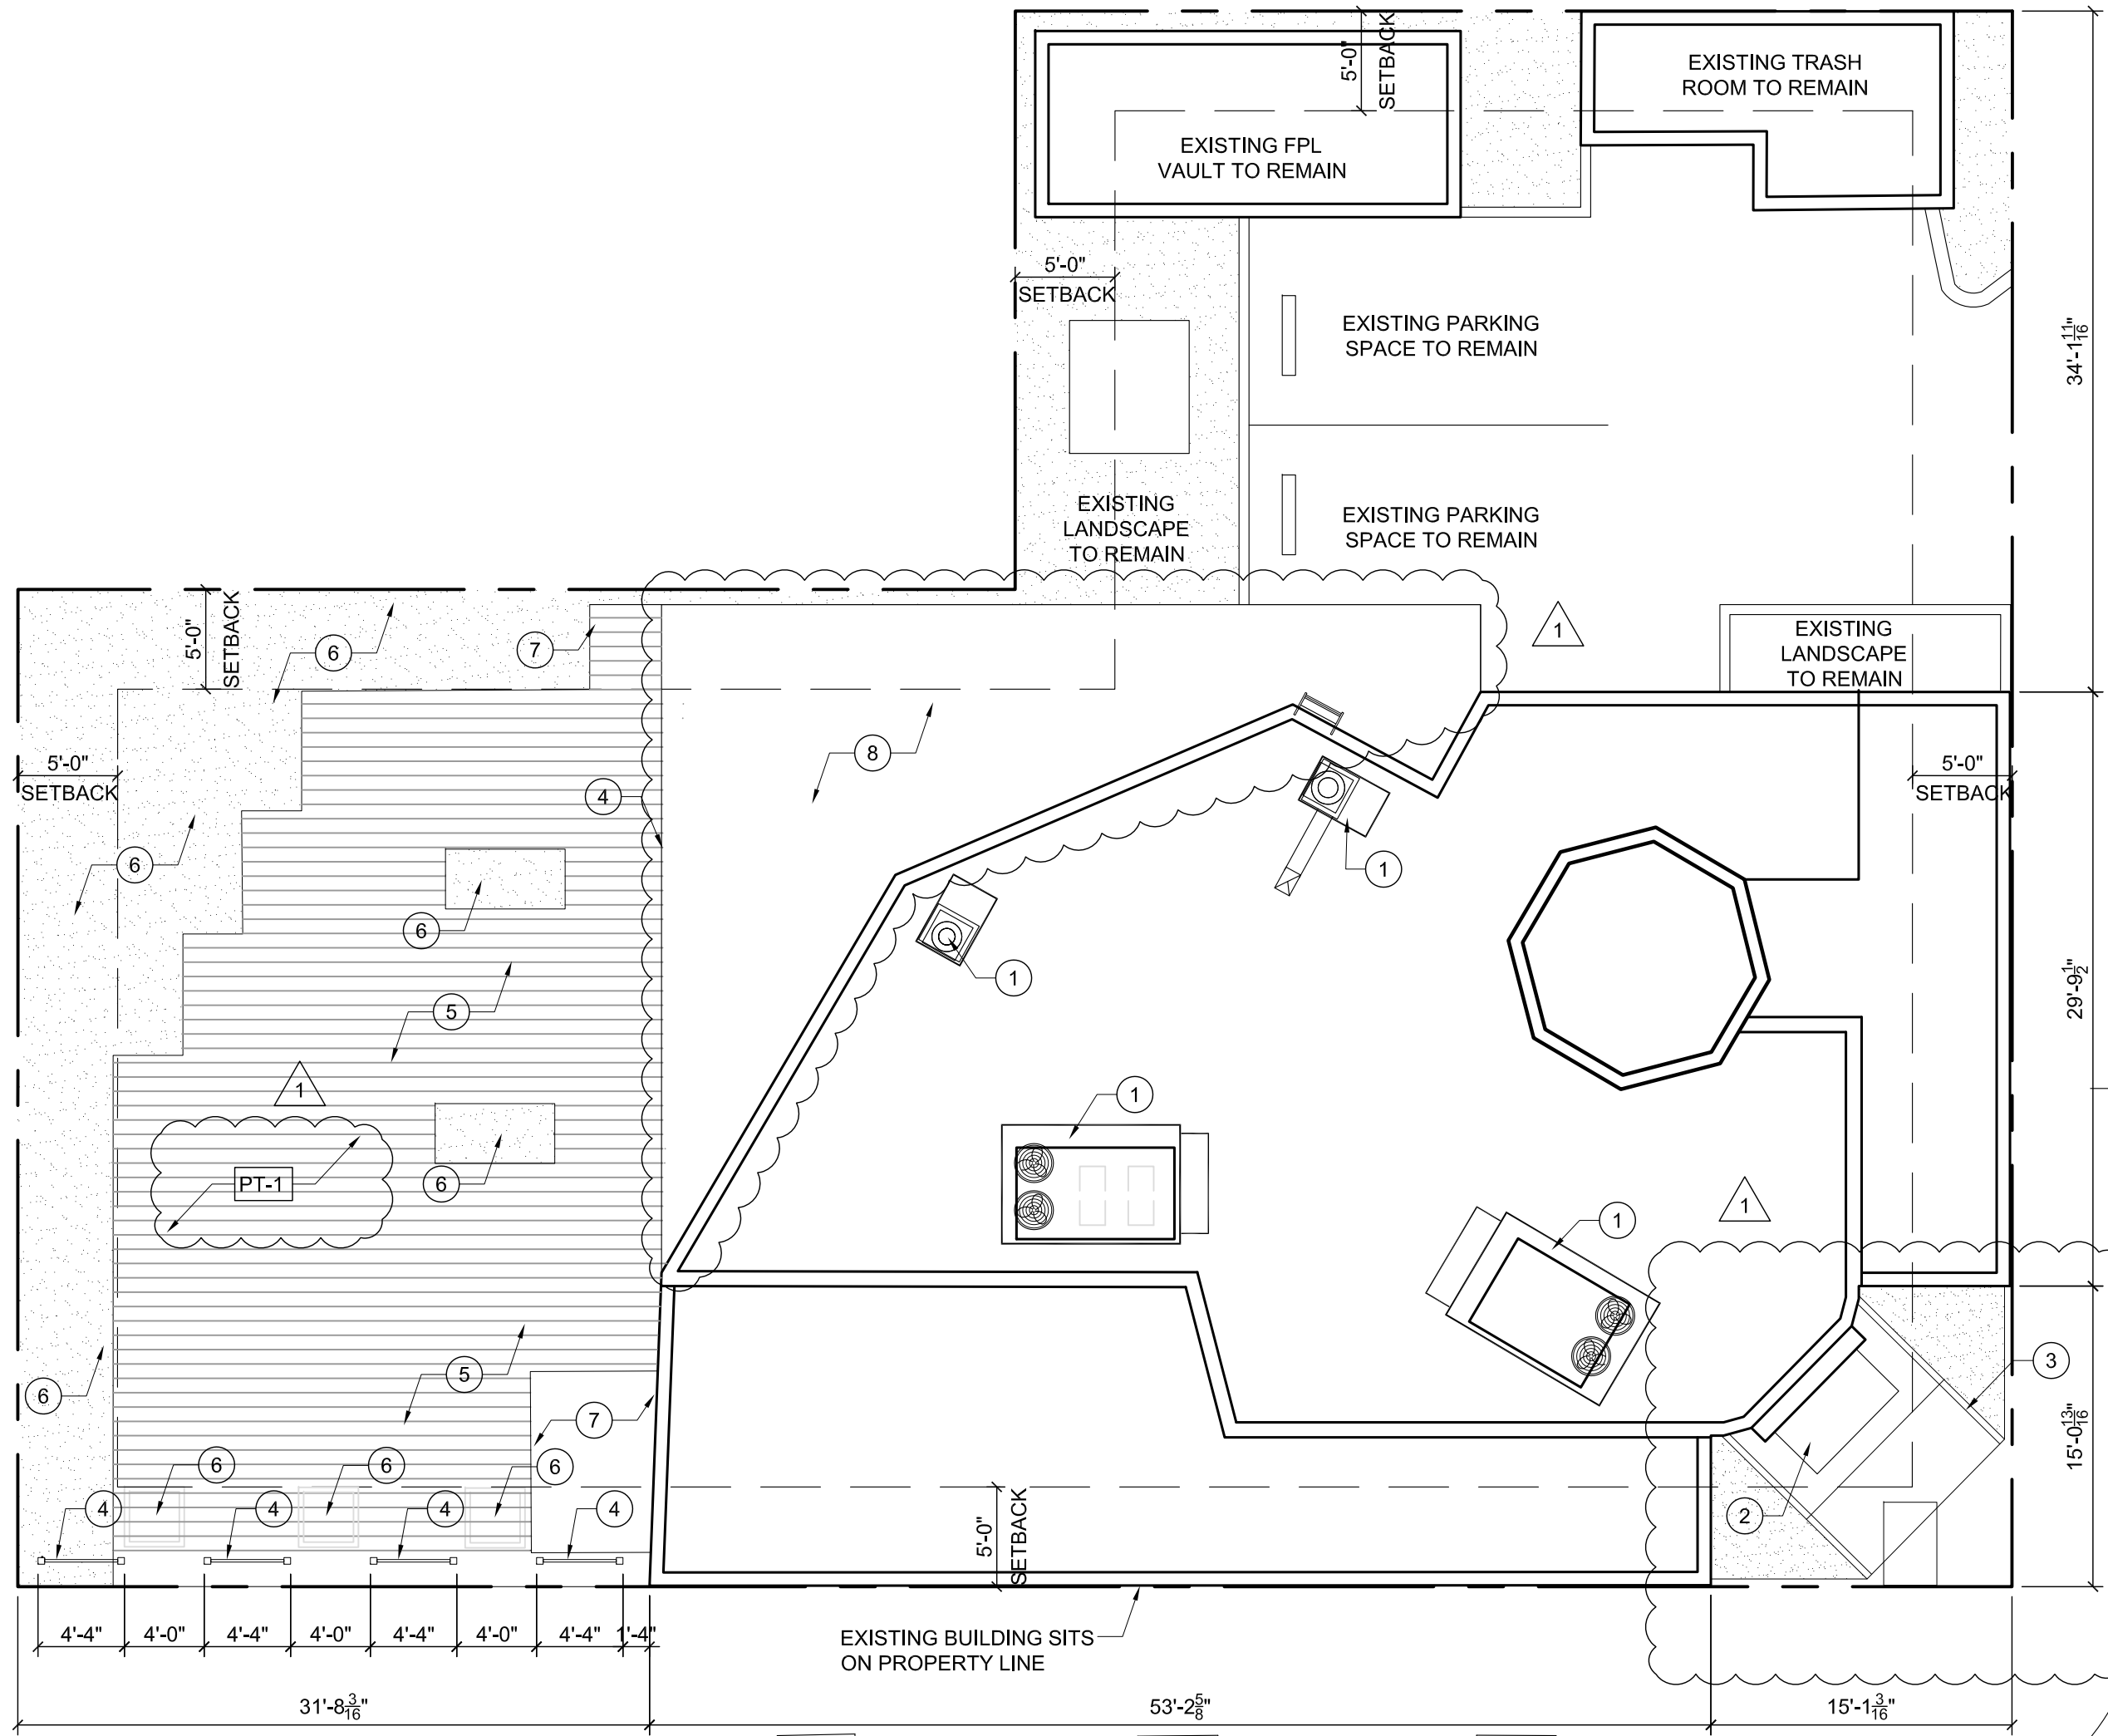 5'-0"
SETBACK
EXISTING TRASH
ROOM TO REMAIN
EXISTING FPL
VAULT TO REMAIN
5'-0"
SETBACK
EXISTING PARKING
SPACE TO REMAIN
34'-1 11/16"
EXISTING
LANDSCAPE
TO REMAIN
EXISTING PARKING
SPACE TO REMAIN
5'-0"
SETBACK
6
7
1
EXISTING
LANDSCAPE
TO REMAIN
5'-0"
SETBACK
8
4
5'-0"
SETBACK
6
1
6
1
5
29'-9 1/2"
1
1
PT-1
6
1
1
5
6
3
7
15'-0 13/16"
6
6
6
4
4
4
4
2
5'-0"
SETBACK
4'-4"
4'-0"
4'-4"
4'-0"
4'-4"
4'-0"
4'-4"
1'-4"
EXISTING BUILDING SITS
ON PROPERTY LINE
31'-8 3/16"
53'-2 5/8"
15'-1 3/16"